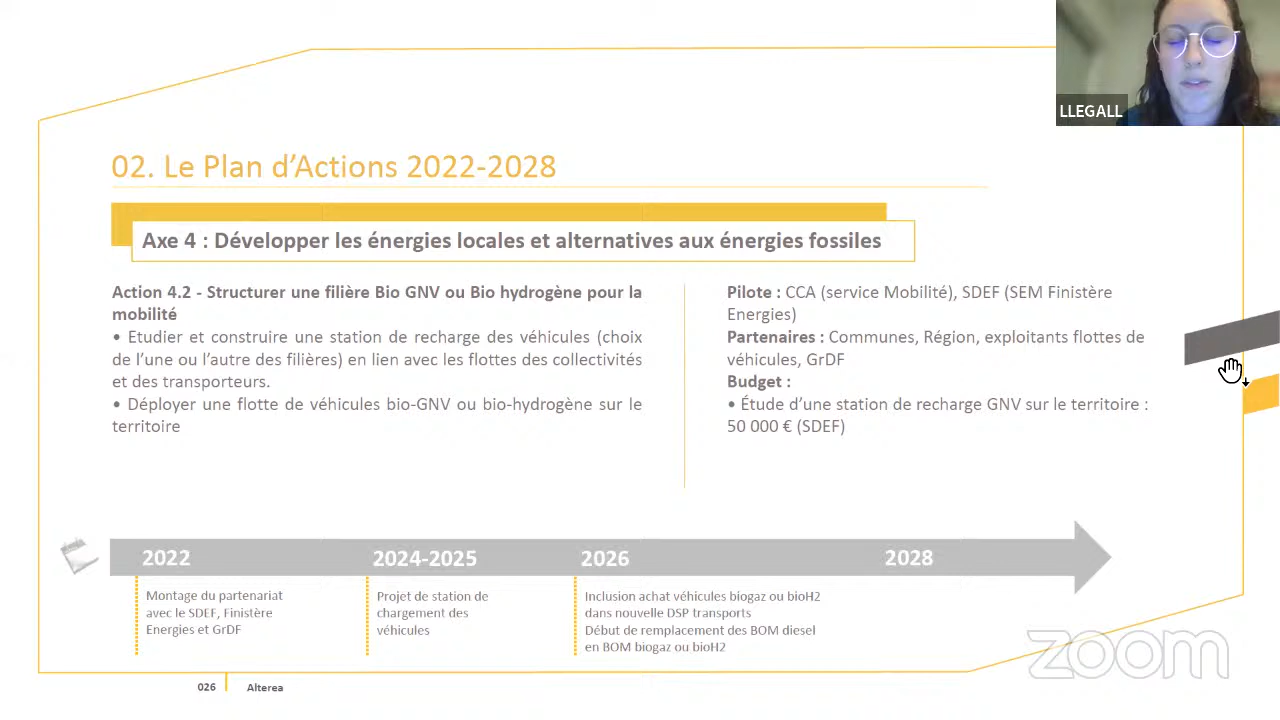 LLEGALL
02. Le Plan d’Actions 2022-2028
Axe 4 : Développer les énergies locales et alternatives aux énergies fossiles
Action 4.2 - Structurer une filière Bio GNV ou Bio hydrogène pour la
mobilité
• Etudier et construire une station de recharge des véhicules (choix
de l’une ou l’autre des filières) en lien avec les flottes des collectivités
et des transporteurs.
• Déployer une flotte de véhicules bio-GNV ou bio-hydrogène sur le
territoire
Pilote : CCA (service Mobilité), SDEF (SEM Finistère
Energies)
Partenaires : Communes, Région, exploitants flottes de
véhicules, GrDF
Budget :
• Étude d’une station de recharge GNV sur le territoire :
50 000 € (SDEF)
2022
2024-2025
2026
2028
Montage du partenariat
avec le SDEF, Finistère
Energies et GrDF
Projet de station de
chargement des
véhicules
Inclusion achat véhicules biogaz ou bioH2
dans nouvelle DSP transports
Début de remplacement des BOM diesel
en BOM biogaz ou bioH2
zoom
026
Alterea